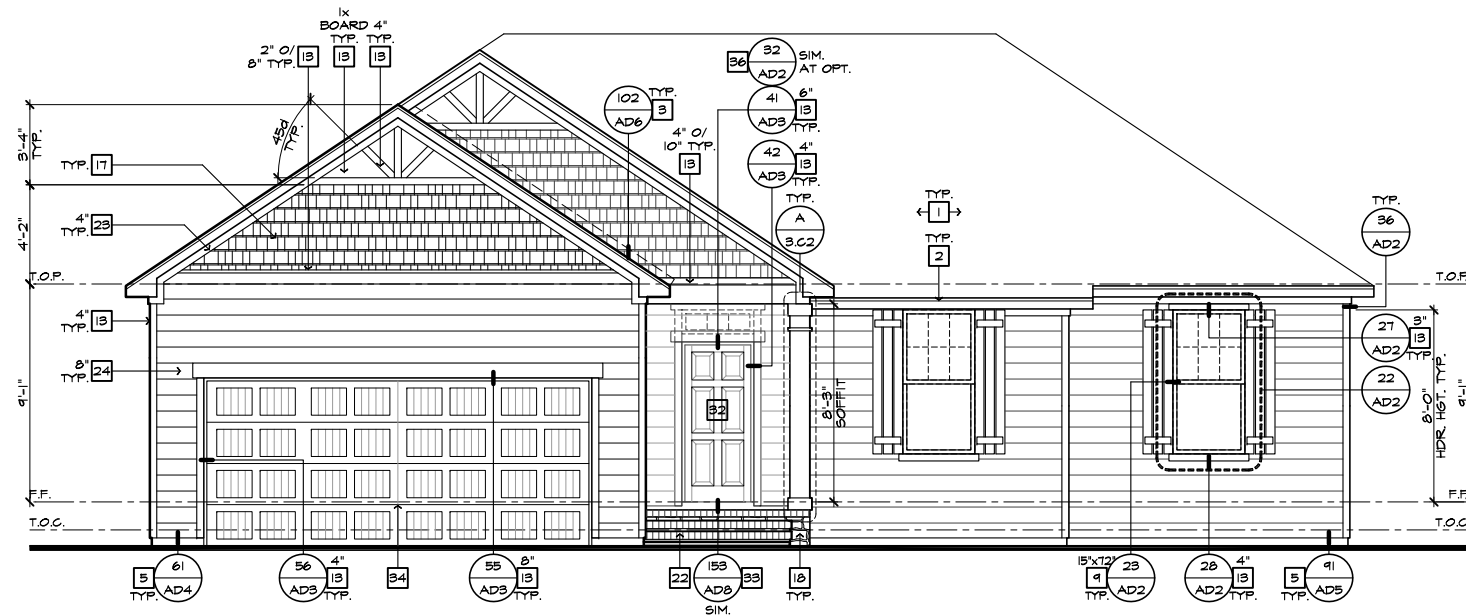 1x
BOARD 4"
TYP. TYP.
2" O/
8" TYP. 13 13 13
32
36 AD2 SIM.
AT OPT.
102
AD6
TYP.
3
41
AD3
6"
13
TYP.
3'-4"
TYP.
45d
TYP.
4" O/
10" TYP.
13
42
AD3
4"
13
TYP.
TYP. 17
TYP.
A
3.C2
TYP.
1
TYP.
2
TYP.
36
AD2
4"
TYP. 23
4'-2"
T.O.P. T.O.P.
4"
TYP. 13
27
AD2
3"
13
TYP.
8"
TYP. 24
22
AD2
9'-1"
32
8'-3"
SOFFIT
8'-0"
HDR. HGT. TYP.
9'-1"
F.F. F.F.
T.O.C. T.O.C.
5
TYP.
61
AD4
56
AD3
4"
13
TYP.
34
55
AD3
8"
13
TYP.
22
153
AD8
SIM.
33
18
TYP.
15"x72"
9
TYP.
23
AD2
28
AD2
4"
13
TYP.
5
TYP.
91
AD5